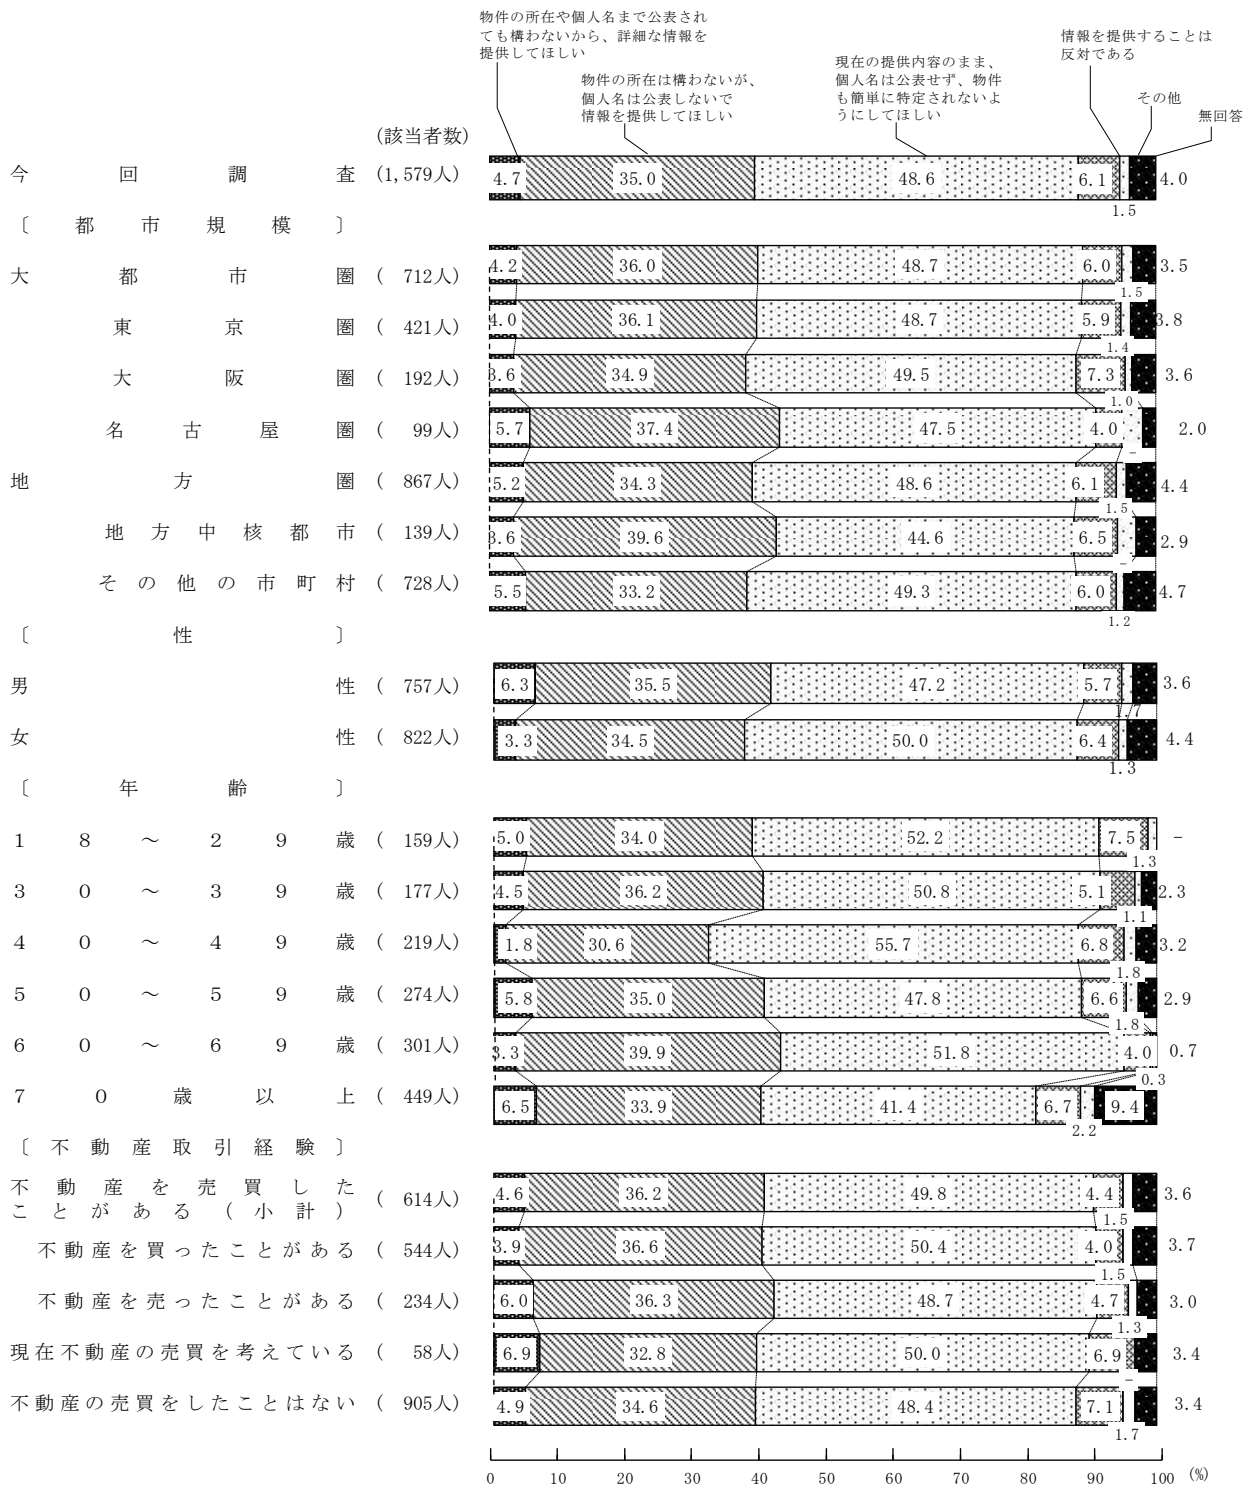 物件の所在や個人名まで公表され
ても構わないから、詳細な情報を
提供してほしい
物件の所在は構わないが、
個人名は公表しないで
情報を提供してほしい
現在の提供内容のまま、
個人名は公表せず、物件
も簡単に特定されないよ
うにしてほしい
情報を提供することは
反対である
その他
無回答
(該当者数)
今回調査 (1,579人) 4.7 35.0 48.6 6.1 1.5 4.0
〔都市規模〕
大都市圏 ( 712人) 4.2 36.0 48.7 6.0 1.5 3.5
東京圏 ( 421人) 4.0 36.1 48.7 5.9 1.4 3.8
大阪圏 ( 192人) 3.6 34.9 49.5 7.3 1.0 3.6
名古屋圏 ( 99人) 5.7 37.4 47.5 4.0 - 2.0
地方圏 ( 867人) 5.2 34.3 48.6 6.1 1.5 4.4
地方中核都市 ( 139人) 3.6 39.6 44.6 6.5 - 2.9
その他の市町村 ( 728人) 5.5 33.2 49.3 6.0 1.2 4.7
〔性〕
男性 ( 757人) 6.3 35.5 47.2 5.7 1.7 3.6
女性 ( 822人) 3.3 34.5 50.0 6.4 1.3 4.4
〔年齢〕
18～29歳 ( 159人) 5.0 34.0 52.2 7.5 1.3 -
30～39歳 ( 177人) 4.5 36.2 50.8 5.1 1.1 2.3
40～49歳 ( 219人) 1.8 30.6 55.7 6.8 1.8 3.2
50～59歳 ( 274人) 5.8 35.0 47.8 6.6 1.8 2.9
60～69歳 ( 301人) 3.3 39.9 51.8 4.0 0.3 0.7
70歳以上 ( 449人) 6.5 33.9 41.4 6.7 2.2 9.4
〔不動産取引経験〕
不動産を売買した
ことがある（小計） ( 614人) 4.6 36.2 49.8 4.4 1.5 3.6
不動産を買ったことがある ( 544人) 3.9 36.6 50.4 4.0 1.5 3.7
不動産を売ったことがある ( 234人) 6.0 36.3 48.7 4.7 1.3 3.0
現在不動産の売買を考えている ( 58人) 6.9 32.8 50.0 6.9 - 3.4
不動産の売買をしたことはない ( 905人) 4.9 34.6 48.4 7.1 1.7 3.4
0 10 20 30 40 50 60 70 80 90 100 (%)